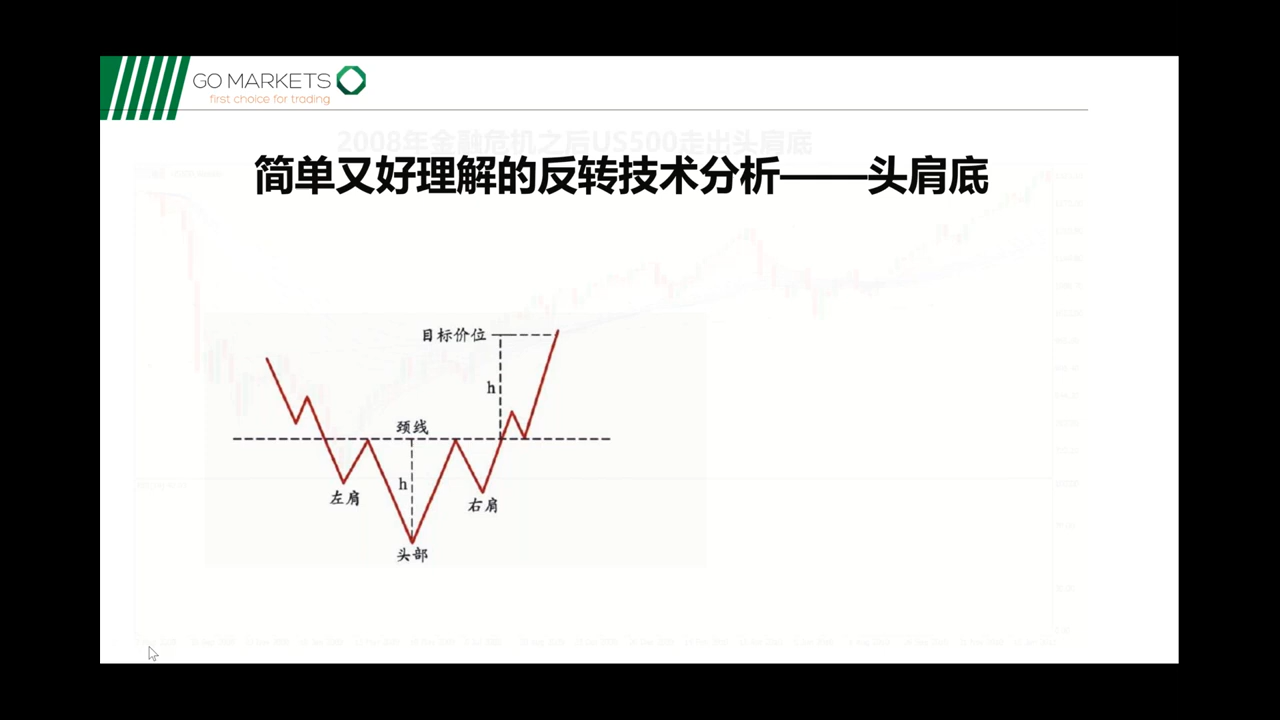 GO MARKETS
first choice for trading
2008年金融危机之后US500走出头肩底
简单又好理解的反转技术分析——头肩底
目标价位
h
颈线
h
左肩
右肩
头部